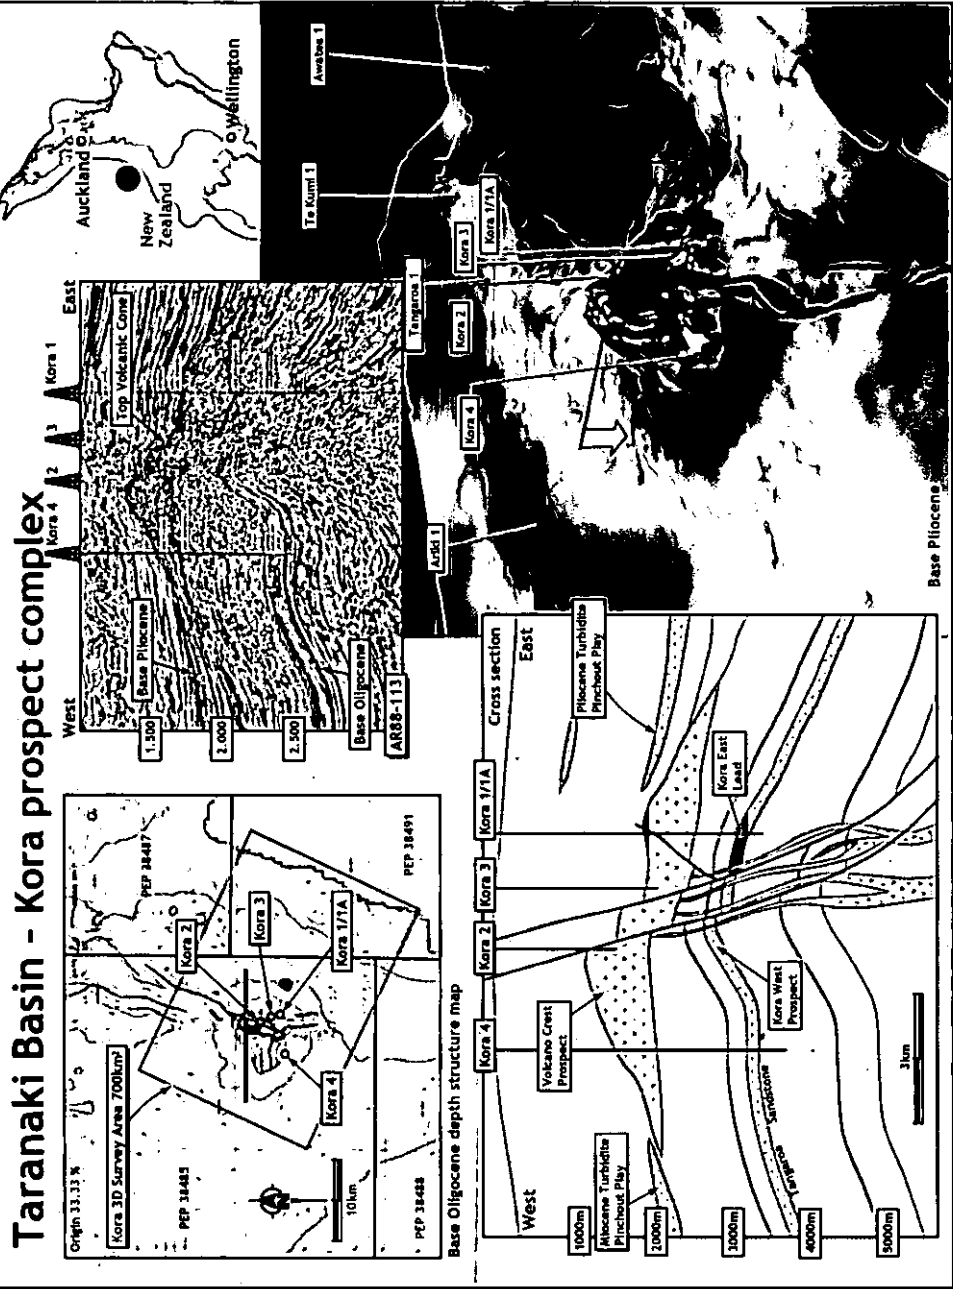 Taranaki Basin - Kora prospect complex
Origin 33.33 %
Kora 3D Survey Area 700km²
PEP 38485
PEP 38487
PEP 38488
PEP 38491
Kora 2
Kora 3
Kora 1/1A
Kora 4
10km
Base Oligocene depth structure map
West
East
Kora 4
2
3
Kora 1
Base Pliocene
Top Volcanic Cone
1.500
2.000
2.500
Base Oligocene
AR88-113
Auckland
New
Zealand
Wellington
Awatea 1
Te Kumi 1
Kora 1/1A
Kora 3
Tangaroa 1
Kora 2
Kora 4
Ariki 1
Base Pliocene
Cross section
West
East
Kora 4
Kora 2
Kora 3
Kora 1/1A
1000m
2000m
3000m
4000m
5000m
Miocene Turbidite
Pinchout Play
Volcano Crest
Prospect
Pliocene Turbidite
Pinchout Play
Kora East
Lead
Kora West
Prospect
Tangaroa Sandstone
3km